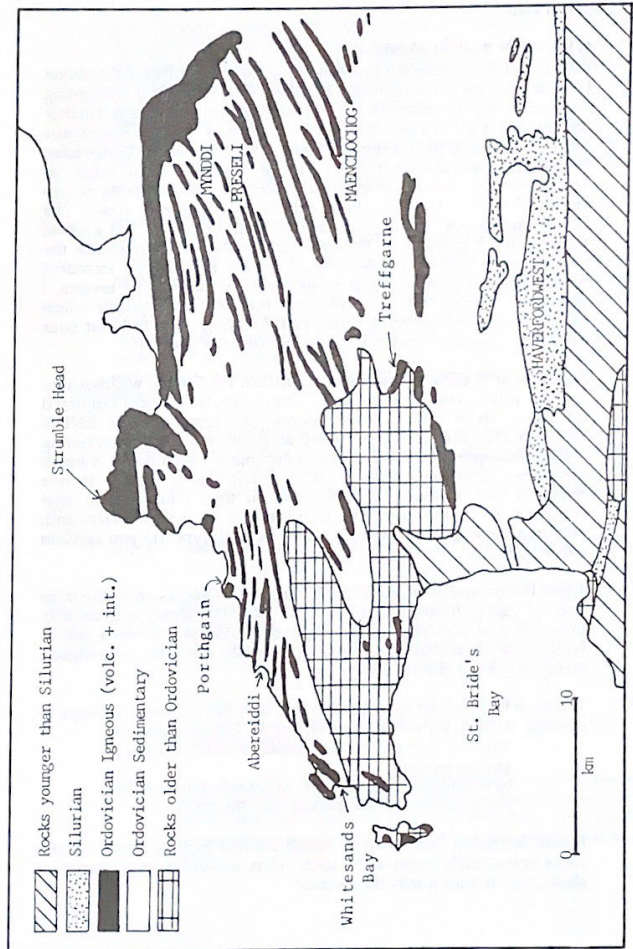 Rocks younger than Silurian
Silurian
Ordovician Igneous (volc. + int.)
Ordovician Sedimentary
Rocks older than Ordovician
Strumble Head
Porthgain
Abereiddi
Whitesands
Bay
St. Bride's
Bay
MYNDDI
PRESELI
MAENCLOCHOG
Treffgarne
HAVERFORDWEST
0
10
km